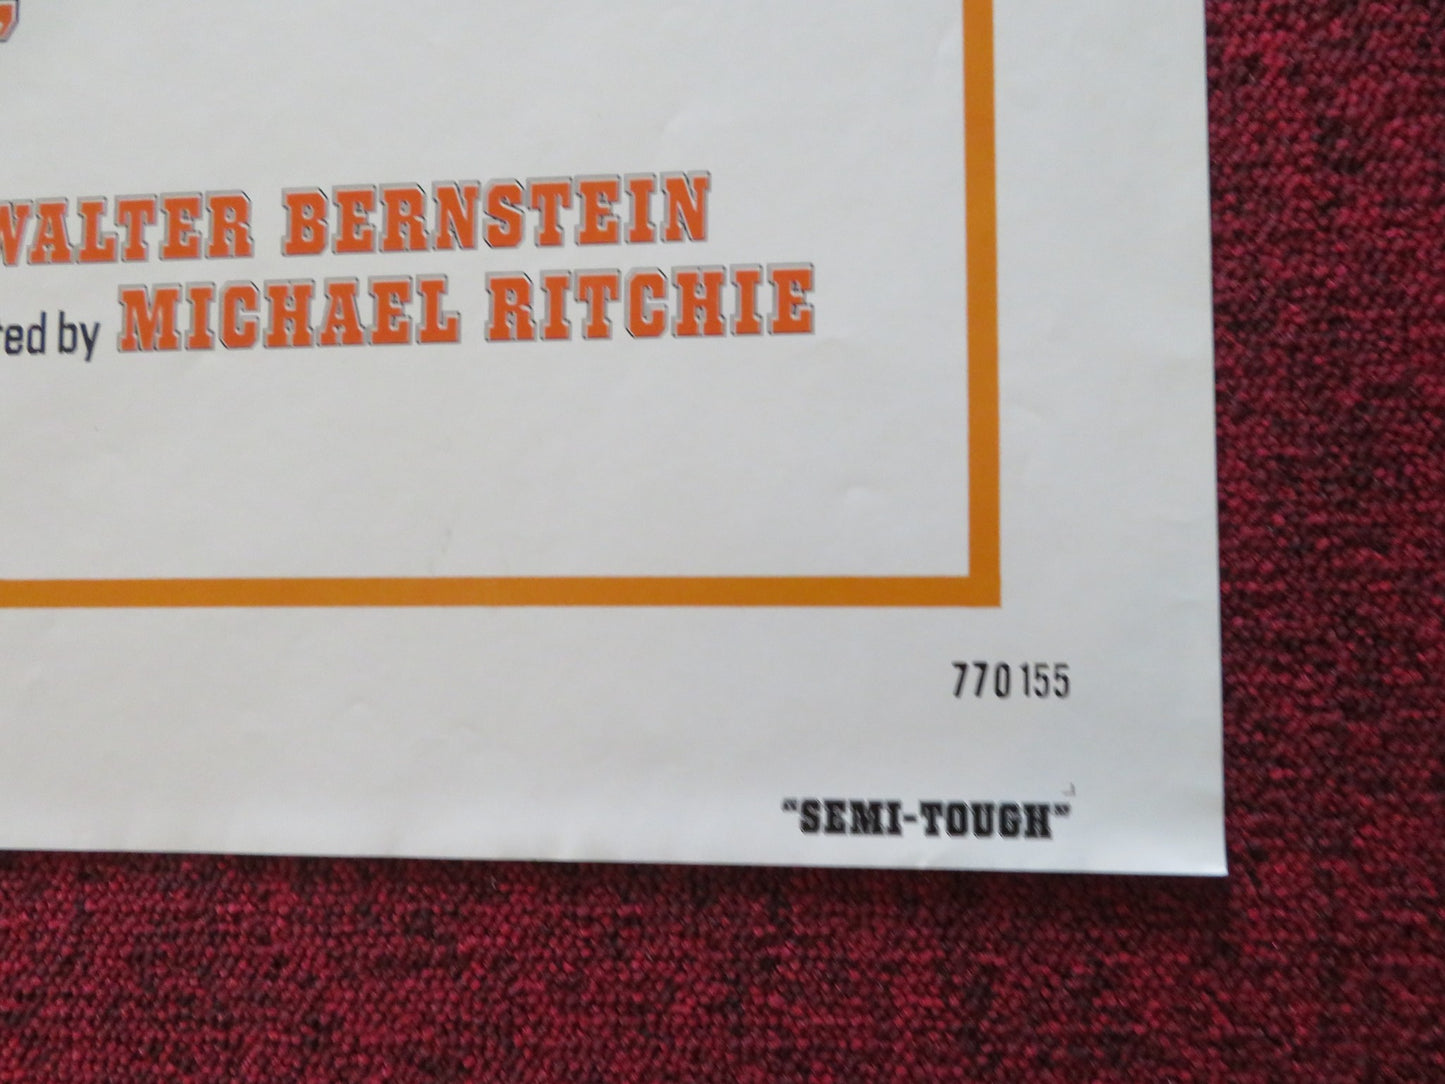 WALTER BERNSTEIN
red by MICHAEL RITCHIE
770155
“SEMI-TOUGH”